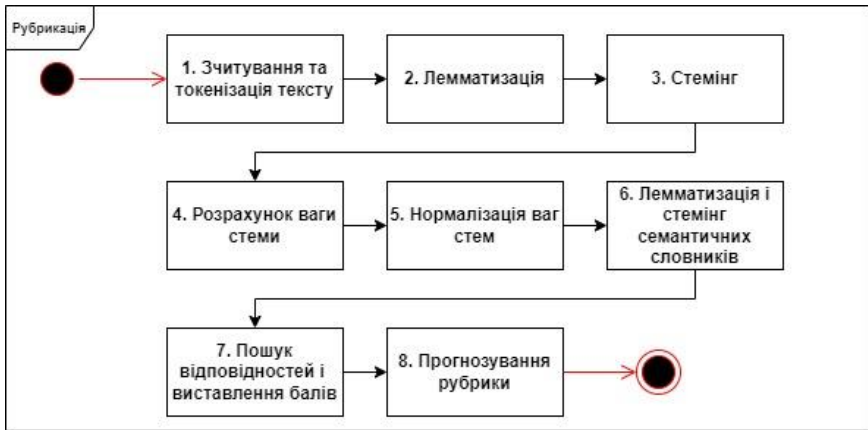 Рубрикація
1. Зчитування та
токенізація тексту
2. Лемматизація
3. Стемінг
4. Розрахунок ваги
стеми
5. Нормалізація ваг
стем
6. Лемматизація і
стемінг
семантичних
словників
7. Пошук
відповідностей і
виставлення балів
8. Прогнозування
рубрики